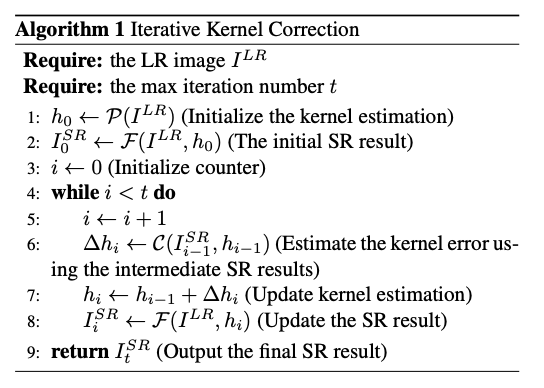 Algorithm 1 Iterative Kernel Correction
Require: the LR image $I^{LR}$
Require: the max iteration number $t$
1: $h_0 \leftarrow \mathcal{P}(I^{LR})$ (Initialize the kernel estimation)
2: $I_0^{SR} \leftarrow \mathcal{F}(I^{LR}, h_0)$ (The initial SR result)
3: $i \leftarrow 0$ (Initialize counter)
4: while $i < t$ do
5: $i \leftarrow i + 1$
6: $\Delta h_i \leftarrow \mathcal{C}(I_{i-1}^{SR}, h_{i-1})$ (Estimate the kernel error us-
ing the intermediate SR results)
7: $h_i \leftarrow h_{i-1} + \Delta h_i$ (Update kernel estimation)
8: $I_i^{SR} \leftarrow \mathcal{F}(I^{LR}, h_i)$ (Update the SR result)
9: return $I_t^{SR}$ (Output the final SR result)